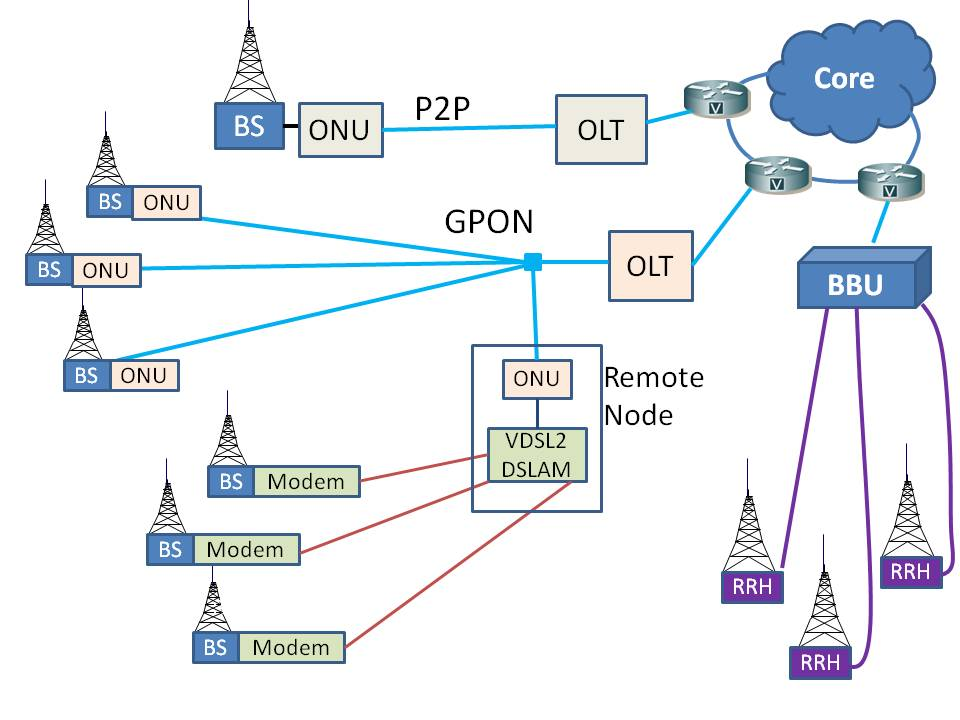 Core
P2P
V
BS
ONU
OLT
V
V
BS
ONU
GPON
OLT
BS
ONU
BBU
BS
ONU
ONU
Remote
Node
VDSL2
DSLAM
BS
Modem
BS
Modem
BS
Modem
RRH
RRH
RRH